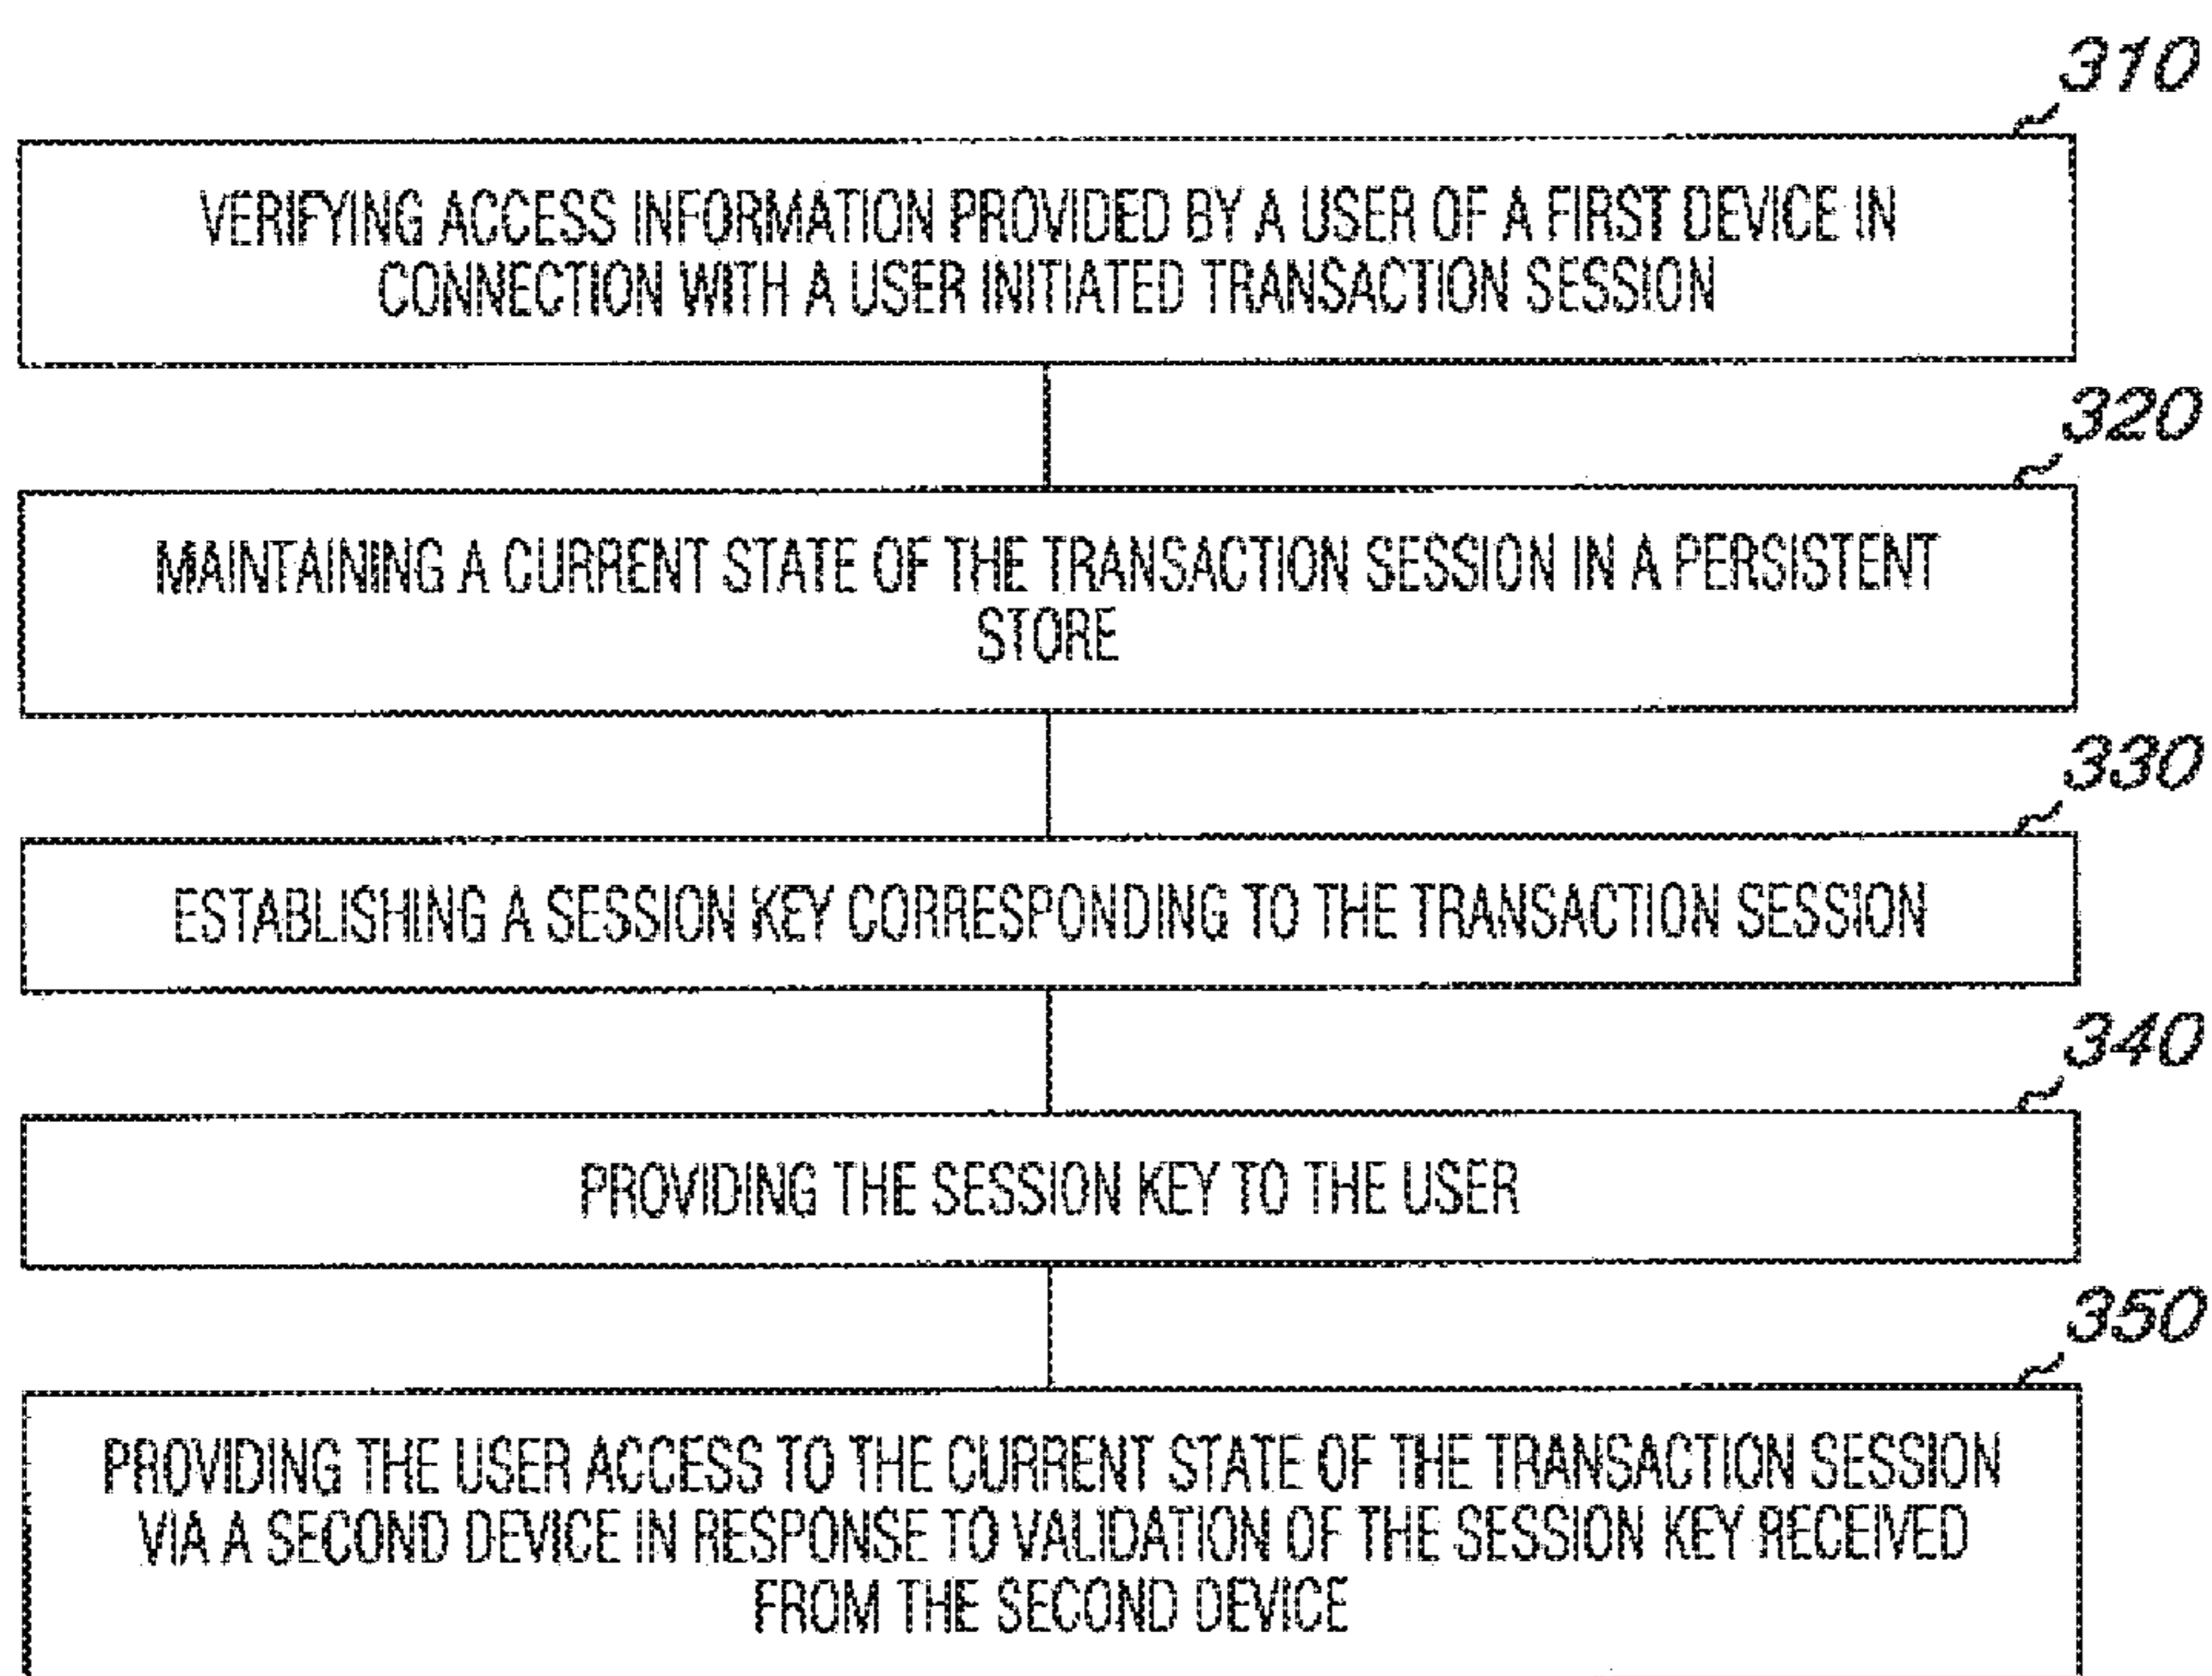 310
VERIFYING ACCESS INFORMATION PROVIDED BY A USER OF A FIRST DEVICE IN
CONNECTION WITH A USER INITIATED TRANSACTION SESSION
320
MAINTAINING A CURRENT STATE OF THE TRANSACTION SESSION IN A PERSISTENT
STORE
330
ESTABLISHING A SESSION KEY CORRESPONDING TO THE TRANSACTION SESSION
340
PROVIDING THE SESSION KEY TO THE USER
350
PROVIDING THE USER ACCESS TO THE CURRENT STATE OF THE TRANSACTION SESSION
VIA A SECOND DEVICE IN RESPONSE TO VALIDATION OF THE SESSION KEY RECEIVED
FROM THE SECOND DEVICE